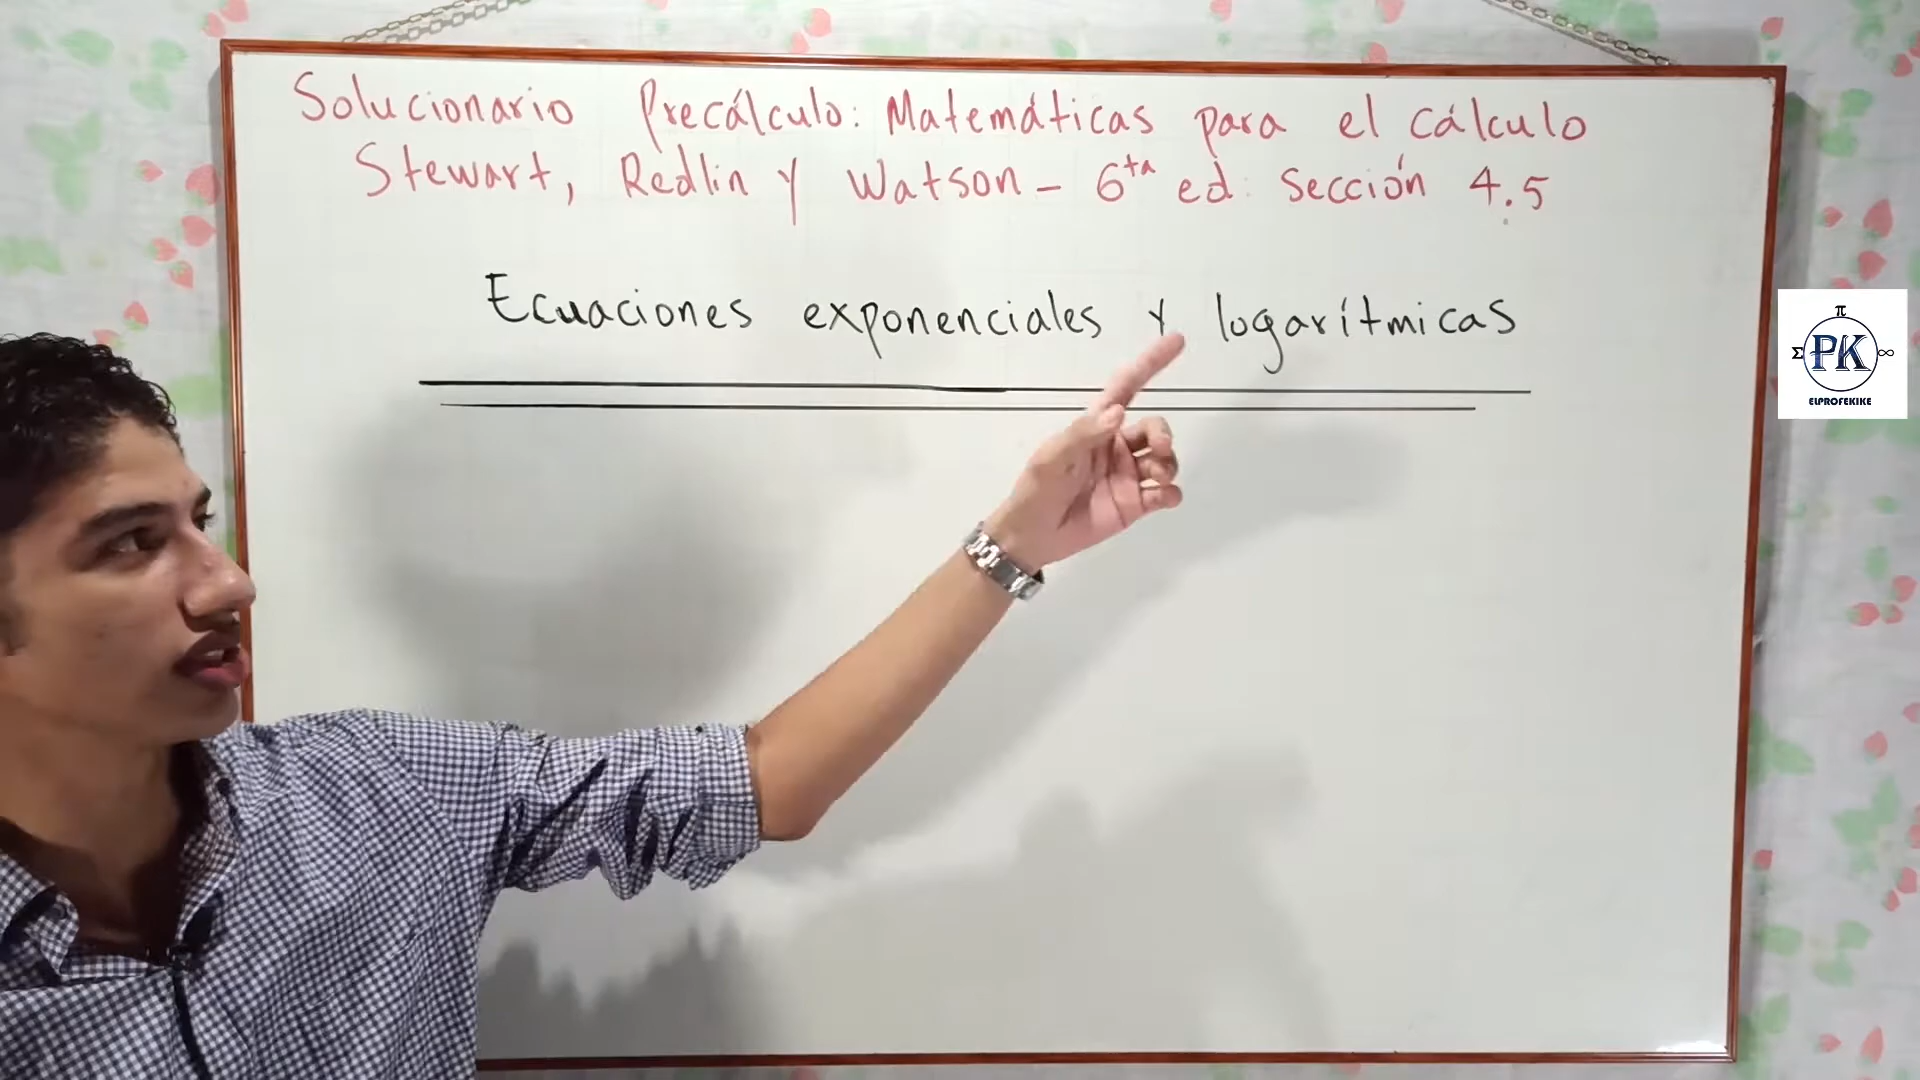 Solucionario Precálculo: Matemáticas para el cálculo
Stewart, Redlin y Watson - 6ta ed. Sección 4.5
Ecuaciones exponenciales y logarítmicas
π
Σ PK ∞
ELPROFEKIKE